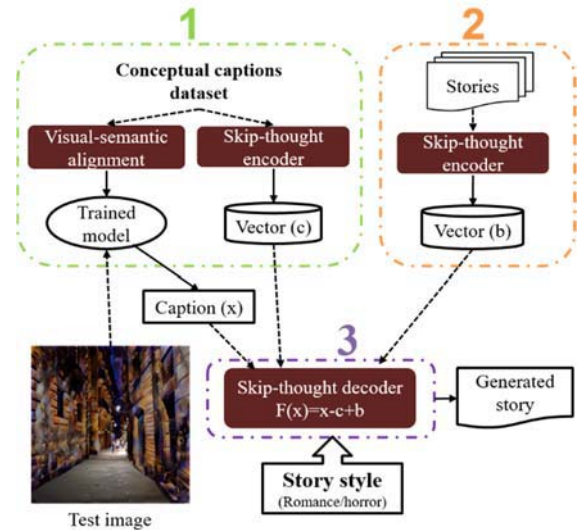 1
Conceptual captions
dataset
Visual-semantic
alignment
Skip-thought
encoder
Trained
model
Vector (c)
Caption (x)
2
Stories
Skip-thought
encoder
Vector (b)
3
Skip-thought decoder
F(x)=x-c+b
Generated
story
Story style
(Romance/horror)
Test image